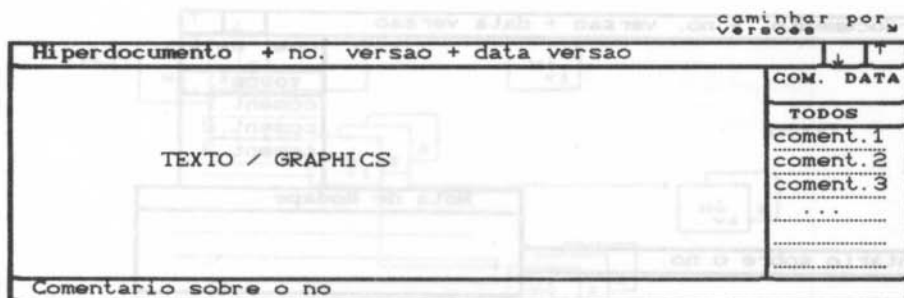 caminhar por
versoes
Hiperdocumento + no. versao + data versao
COM. DATA
TODOS
TEXTO / GRAPHICS
coment.1
coment.2
coment.3
...
Comentario sobre o no